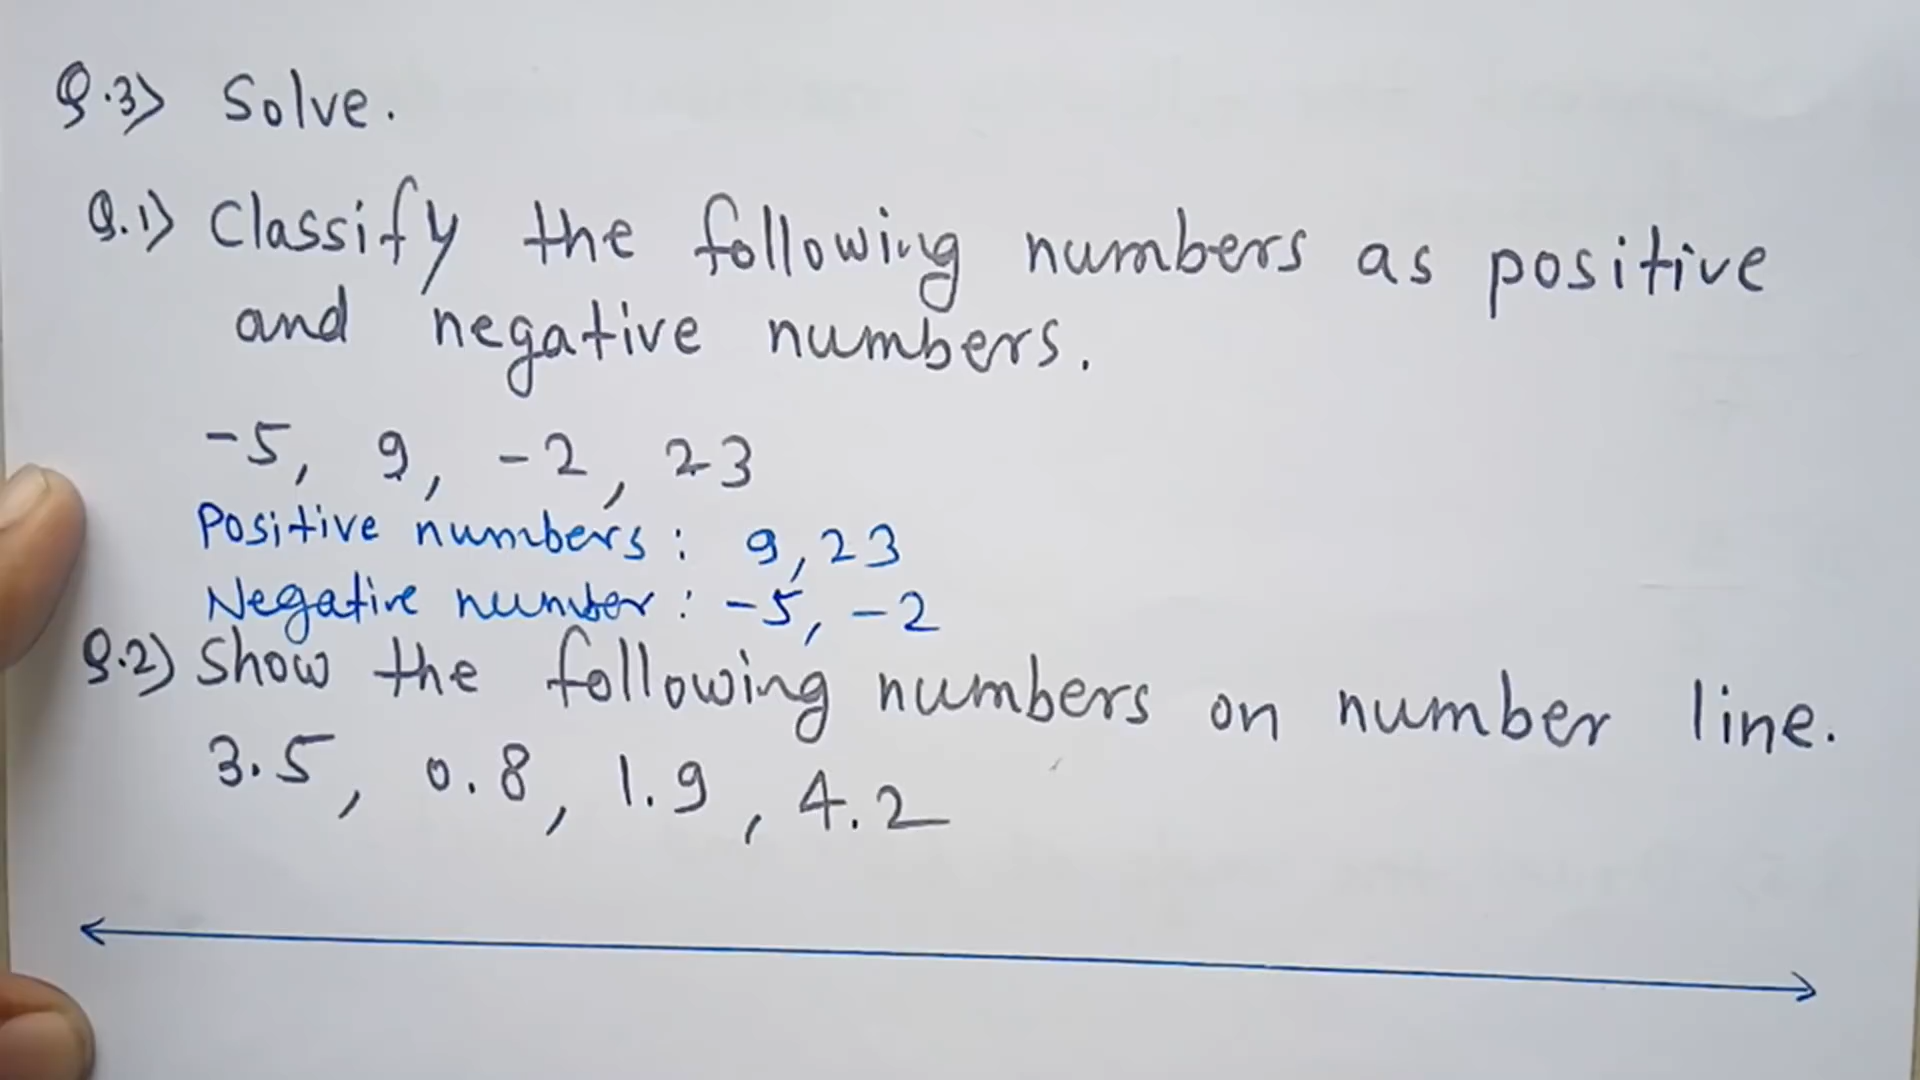 Q.3) Solve.
Q.1) Classify the following numbers as positive
and negative numbers.
-5, 9, -2, 23
Positive numbers : 9, 23
Negative number : -5, -2
Q.2) Show the following numbers on number line.
3.5, 0.8, 1.9, 4.2